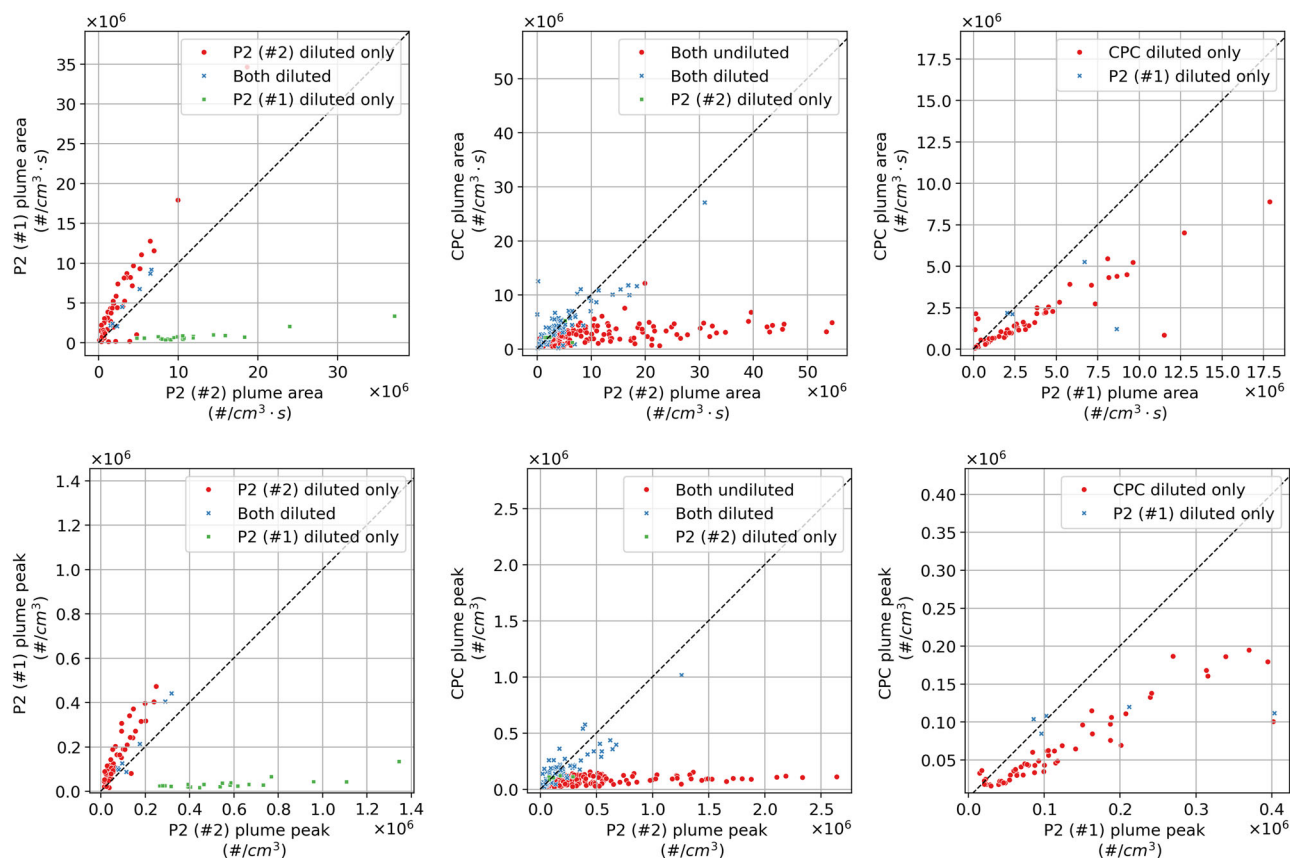 ×10⁶
P2 (#2) diluted only
Both diluted
P2 (#1) diluted only
35
30
25
20
15
10
5
0
P2 (#1) plume area
(#/cm³ · s)
0 10 20 30
×10⁶
P2 (#2) plume area
(#/cm³ · s)
×10⁶
Both undiluted
Both diluted
P2 (#2) diluted only
50
40
30
20
10
0
CPC plume area
(#/cm³ · s)
0 10 20 30 40 50
×10⁶
P2 (#2) plume area
(#/cm³ · s)
×10⁶
CPC diluted only
P2 (#1) diluted only
17.5
15.0
12.5
10.0
7.5
5.0
2.5
0.0
CPC plume area
(#/cm³ · s)
0.0 2.5 5.0 7.5 10.0 12.5 15.0 17.5
×10⁶
P2 (#1) plume area
(#/cm³ · s)
×10⁶
P2 (#2) diluted only
Both diluted
P2 (#1) diluted only
1.4
1.2
1.0
0.8
0.6
0.4
0.2
0.0
P2 (#1) plume peak
(#/cm³)
0.0 0.2 0.4 0.6 0.8 1.0 1.2 1.4
×10⁶
P2 (#2) plume peak
(#/cm³)
×10⁶
Both undiluted
Both diluted
P2 (#2) diluted only
2.5
2.0
1.5
1.0
0.5
0.0
CPC plume peak
(#/cm³)
0.0 0.5 1.0 1.5 2.0 2.5
×10⁶
P2 (#2) plume peak
(#/cm³)
×10⁶
CPC diluted only
P2 (#1) diluted only
0.40
0.35
0.30
0.25
0.20
0.15
0.10
0.05
CPC plume peak
(#/cm³)
0.1 0.2 0.3 0.4
×10⁶
P2 (#1) plume peak
(#/cm³)